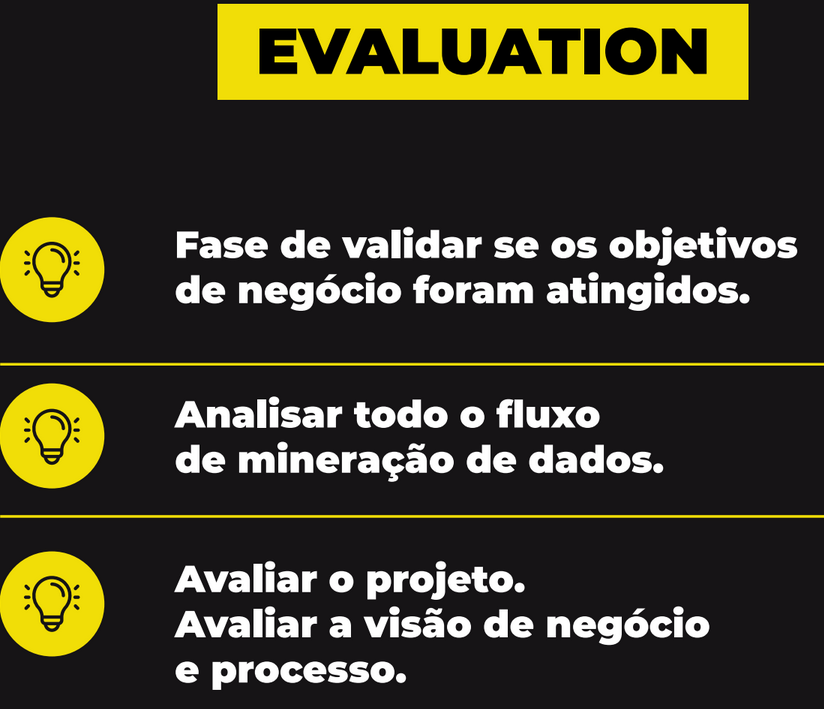 EVALUATION
Fase de validar se os objetivos
de negócio foram atingidos.
Analisar todo o fluxo
de mineração de dados.
Avaliar o projeto.
Avaliar a visão de negócio
e processo.